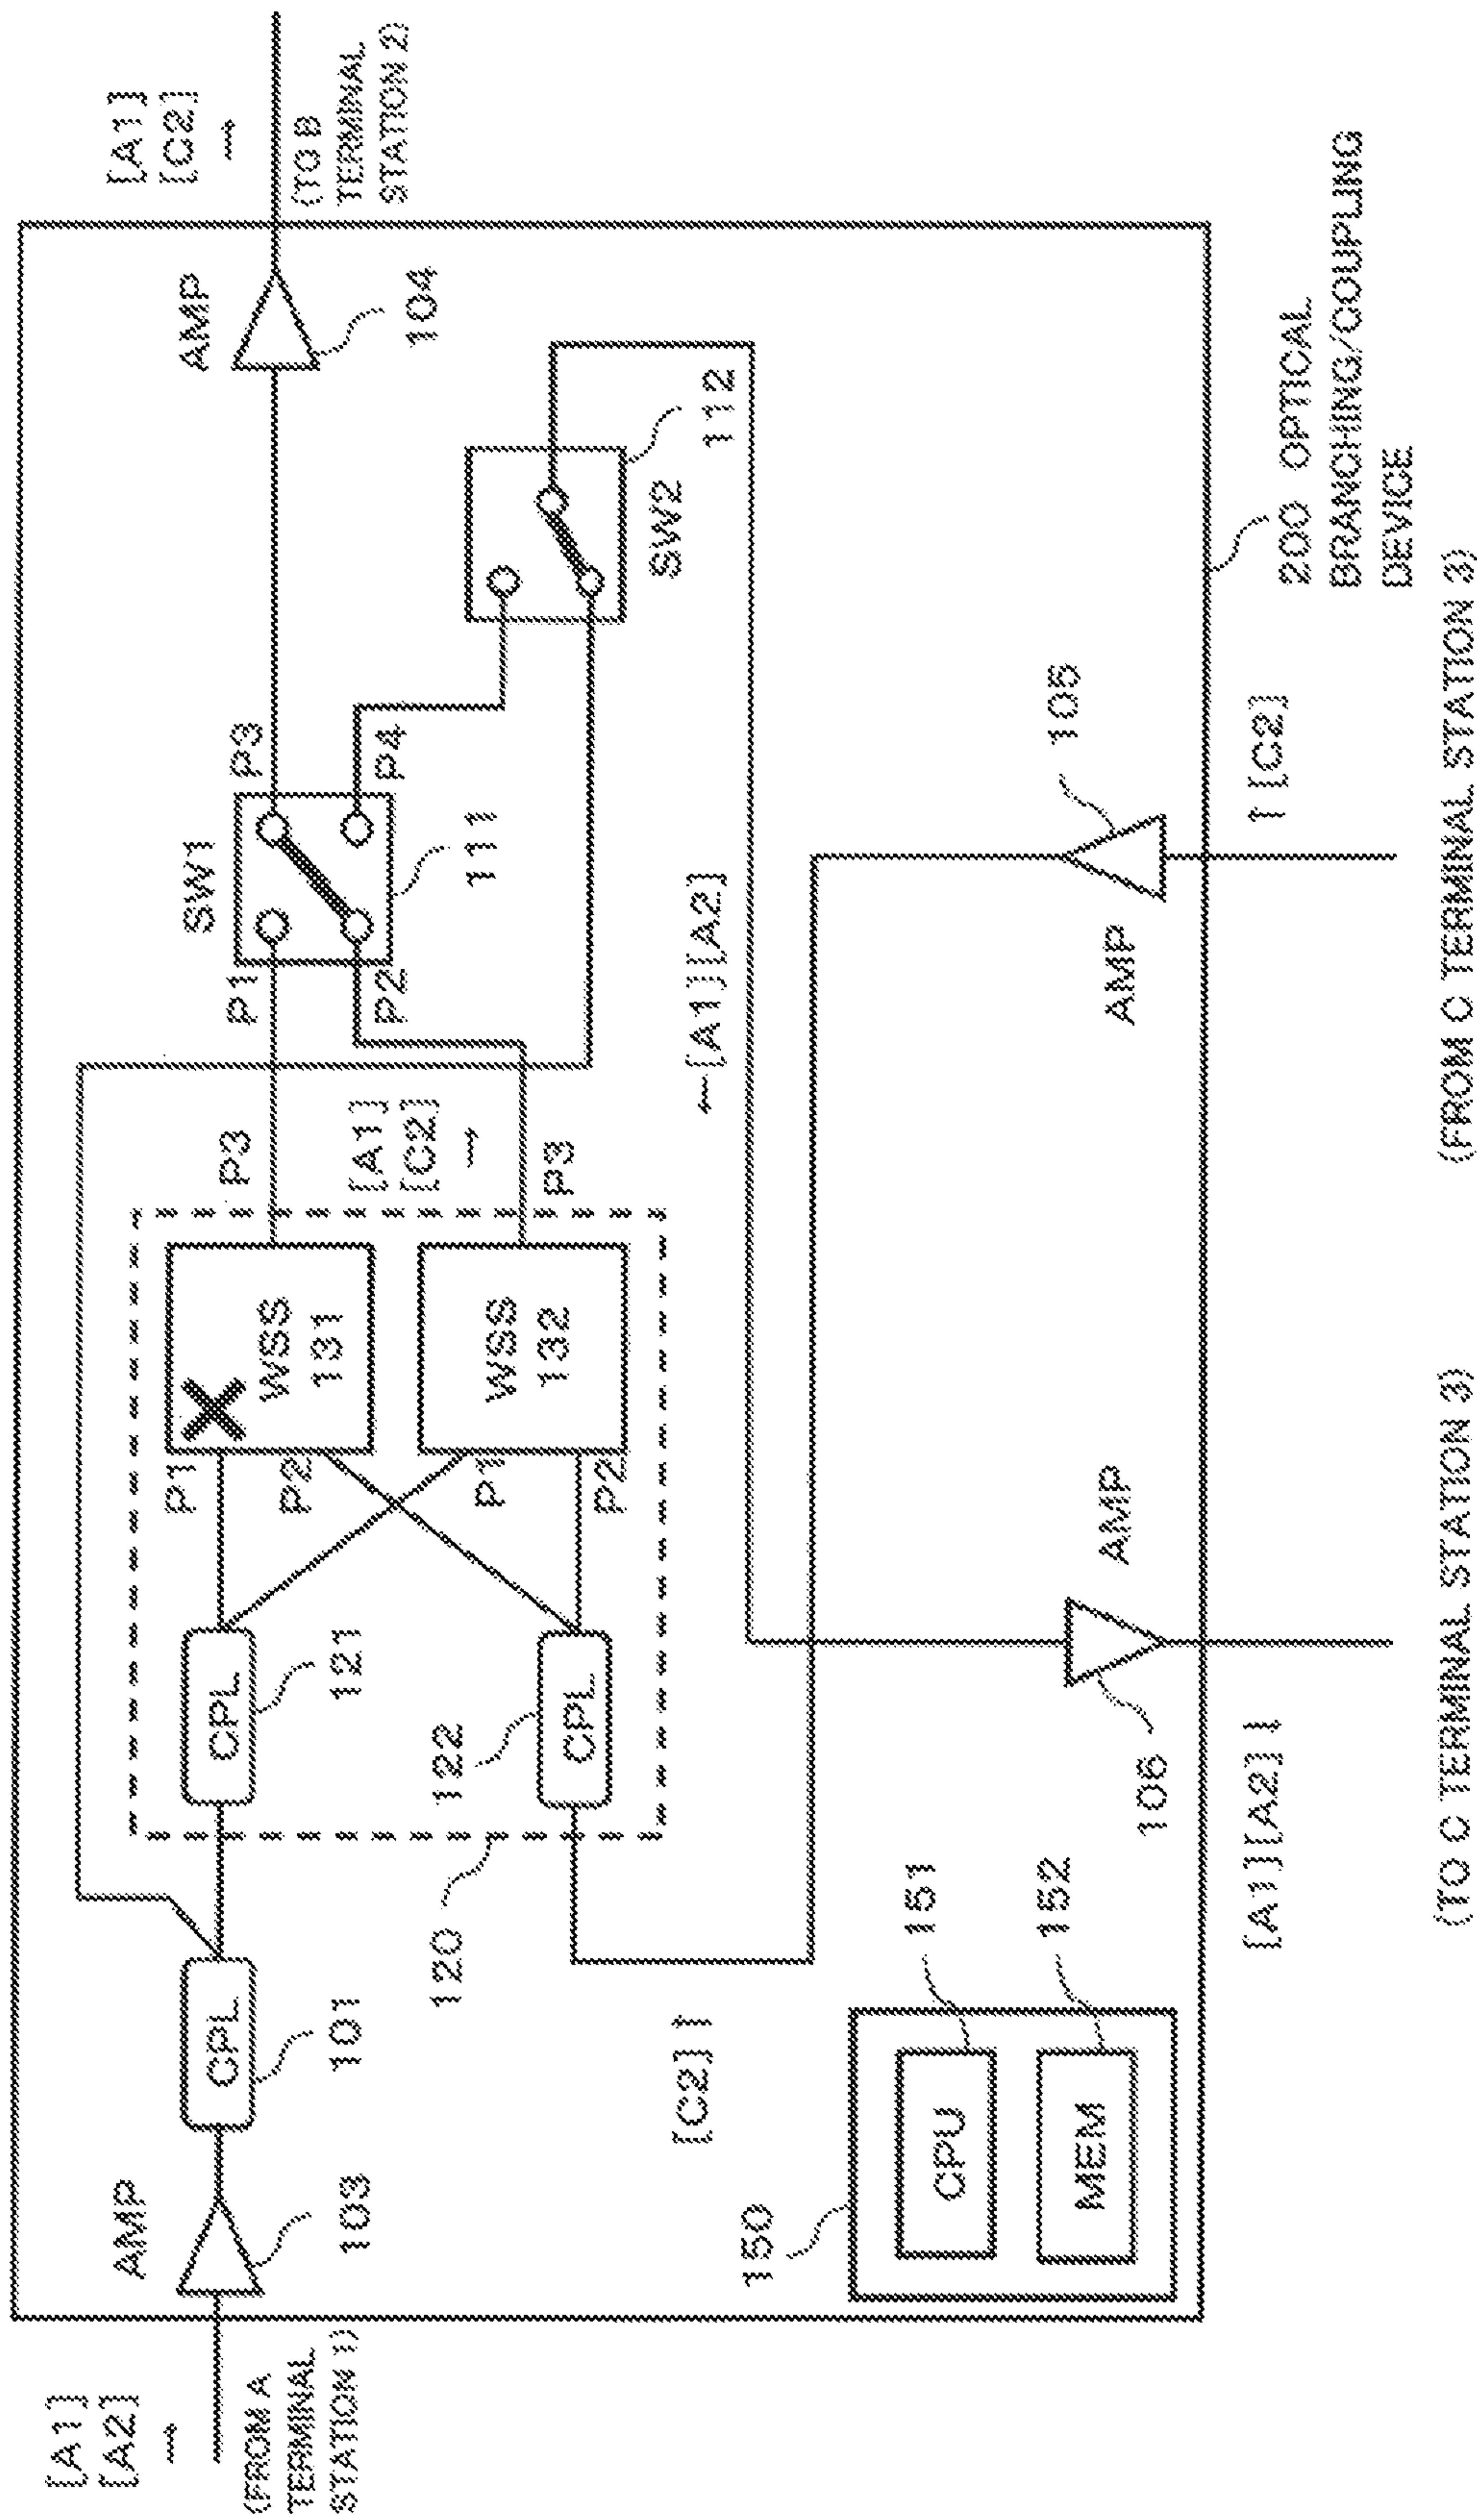 [A1]
[A2]
→
(FROM A
TERMINAL
STATION 1)
AMP
103
CPL
101
120
CPL
121
122
CPL
P1
P2
P1
P2
WSS
131
WSS
132
P3
[A1]
[C2]
→
P3
SW1
P1
P2
P3
P4
111
SW2
112
AMP
104
[A1]
[C2]
→
(TO B
TERMINAL
STATION 2)
←[A1][A2]
[C2]↑
150
CPU
151
MEM
152
AMP
106
[A1][A2]↓
(TO C TERMINAL STATION 3)
AMP
105
↑[C2]
(FROM C TERMINAL STATION 3)
200 OPTICAL
BRANCHING/COUPLING
DEVICE